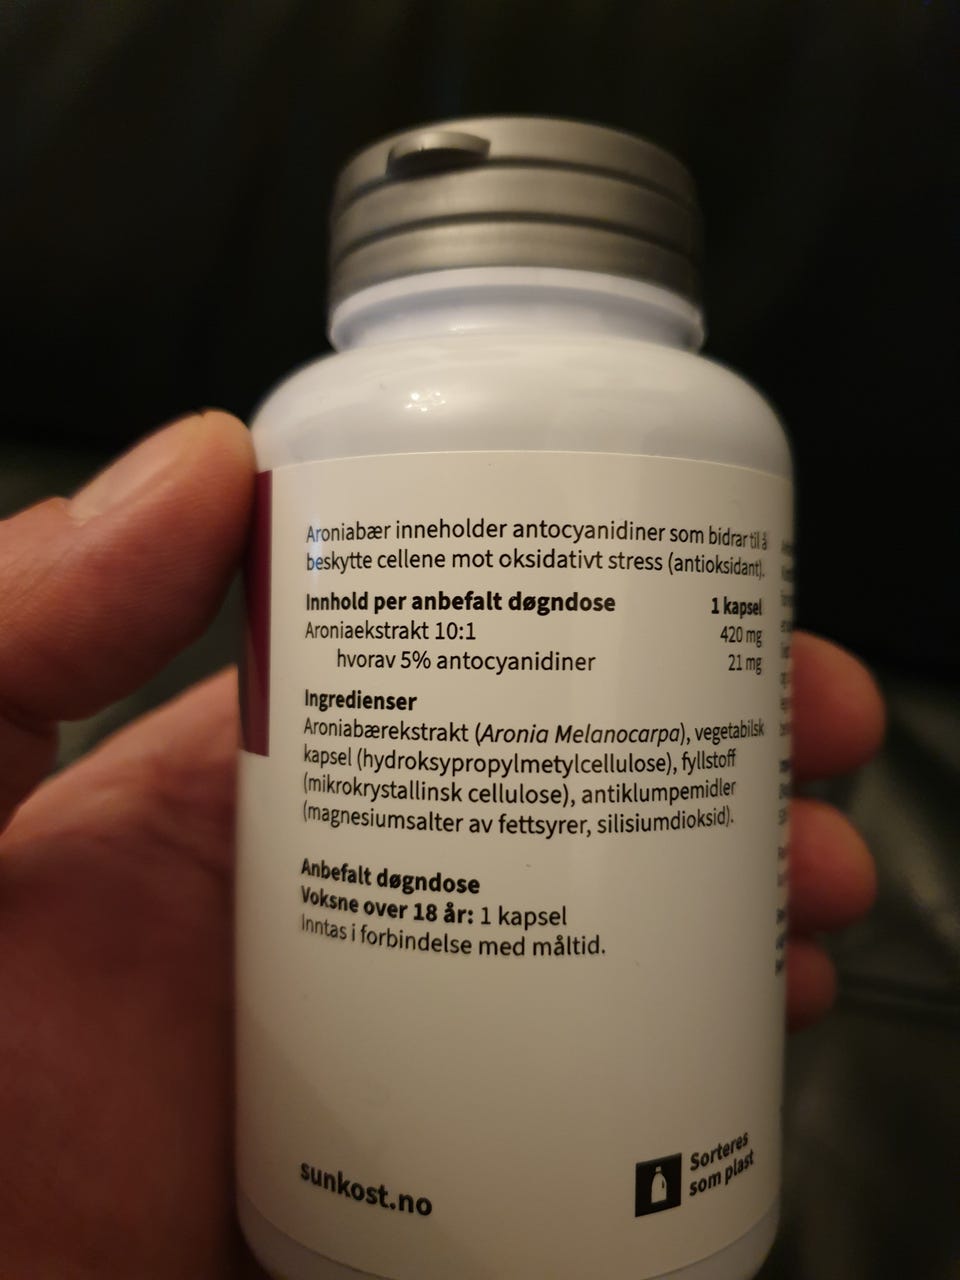 Aroniabær inneholder antocyanidiner som bidrar til å
beskytte cellene mot oksidativt stress (antioksidant).
Innhold per anbefalt døgndose 1 kapsel
Aroniaekstrakt 10:1 420 mg
hvorav 5% antocyanidiner 21 mg
Ingredienser
Aroniabærekstrakt (Aronia Melanocarpa), vegetabilsk
kapsel (hydroksypropylmetylcellulose), fyllstoff
(mikrokrystallinsk cellulose), antiklumpemidler
(magnesiumsalter av fettsyrer, silisiumdioksid).
Anbefalt døgndose
Voksne over 18 år: 1 kapsel
Inntas i forbindelse med måltid.
sunkost.no
Sorteres
som plast